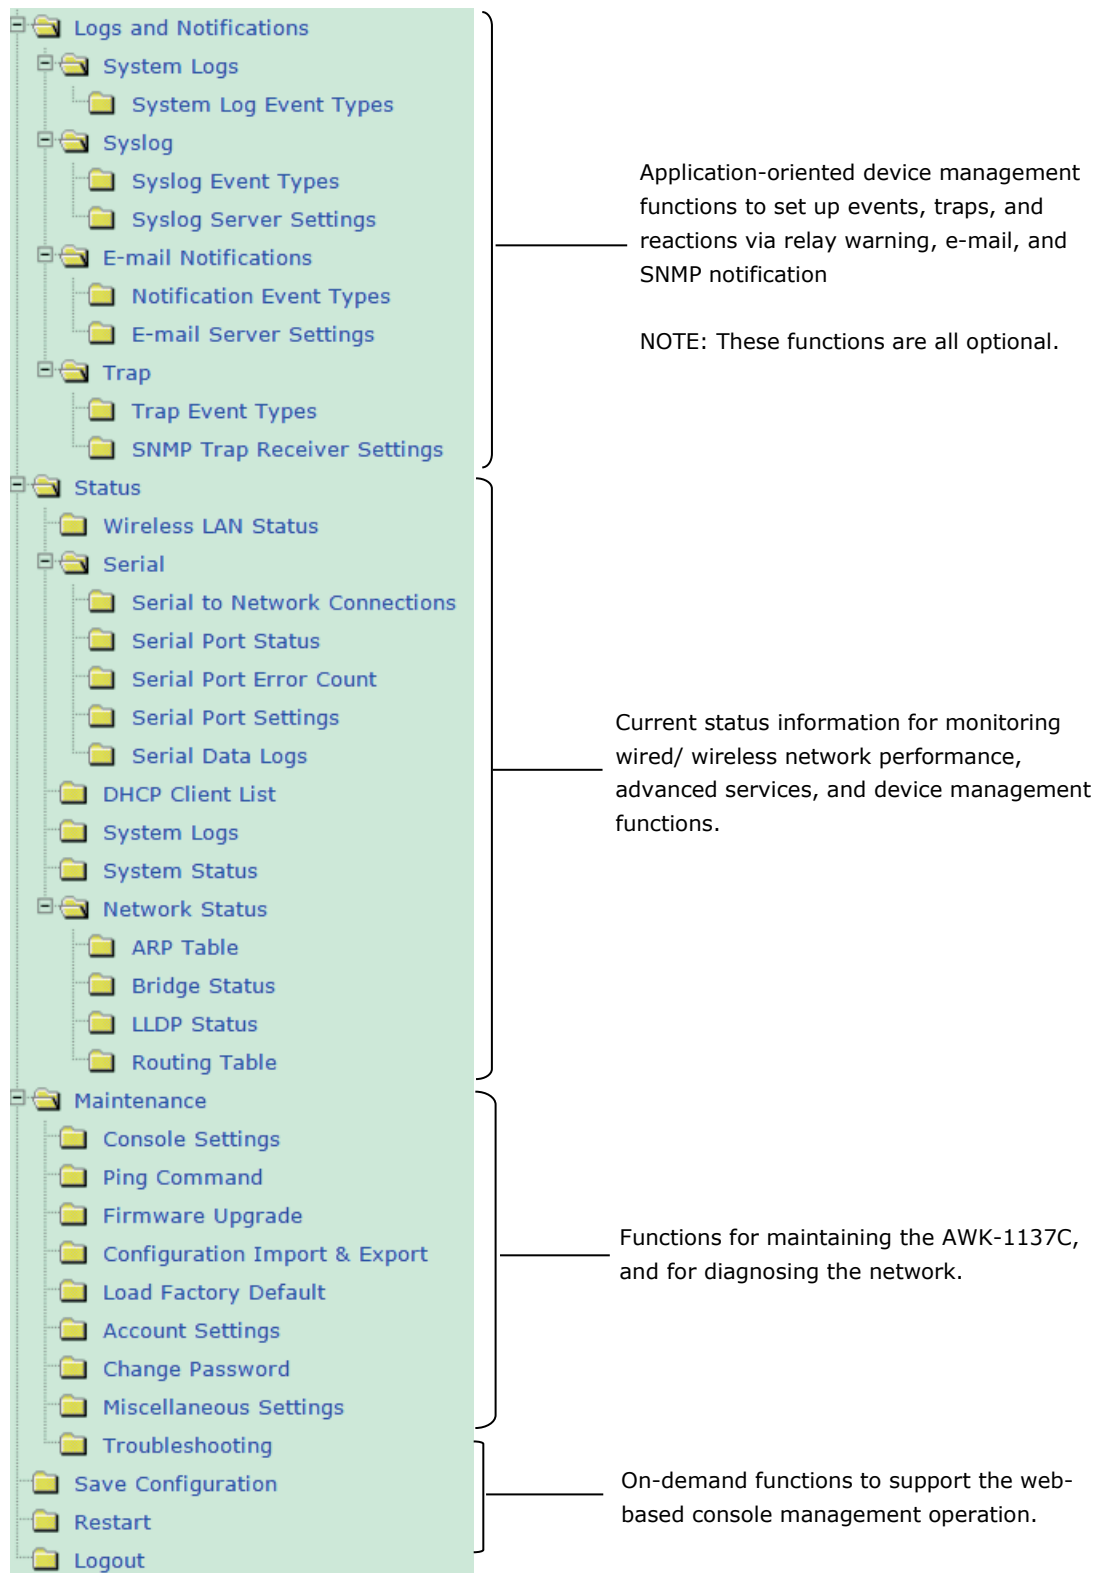 Logs and Notifications
System Logs
System Log Event Types
Syslog
Syslog Event Types
Syslog Server Settings
E-mail Notifications
Notification Event Types
E-mail Server Settings
Trap
Trap Event Types
SNMP Trap Receiver Settings
Application-oriented device management
functions to set up events, traps, and
reactions via relay warning, e-mail, and
SNMP notification
NOTE: These functions are all optional.
Status
Wireless LAN Status
Serial
Serial to Network Connections
Serial Port Status
Serial Port Error Count
Serial Port Settings
Serial Data Logs
DHCP Client List
System Logs
System Status
Network Status
ARP Table
Bridge Status
LLDP Status
Routing Table
Current status information for monitoring
wired/ wireless network performance,
advanced services, and device management
functions.
Maintenance
Console Settings
Ping Command
Firmware Upgrade
Configuration Import & Export
Load Factory Default
Account Settings
Change Password
Miscellaneous Settings
Troubleshooting
Functions for maintaining the AWK-1137C,
and for diagnosing the network.
Save Configuration
Restart
Logout
On-demand functions to support the web-
based console management operation.